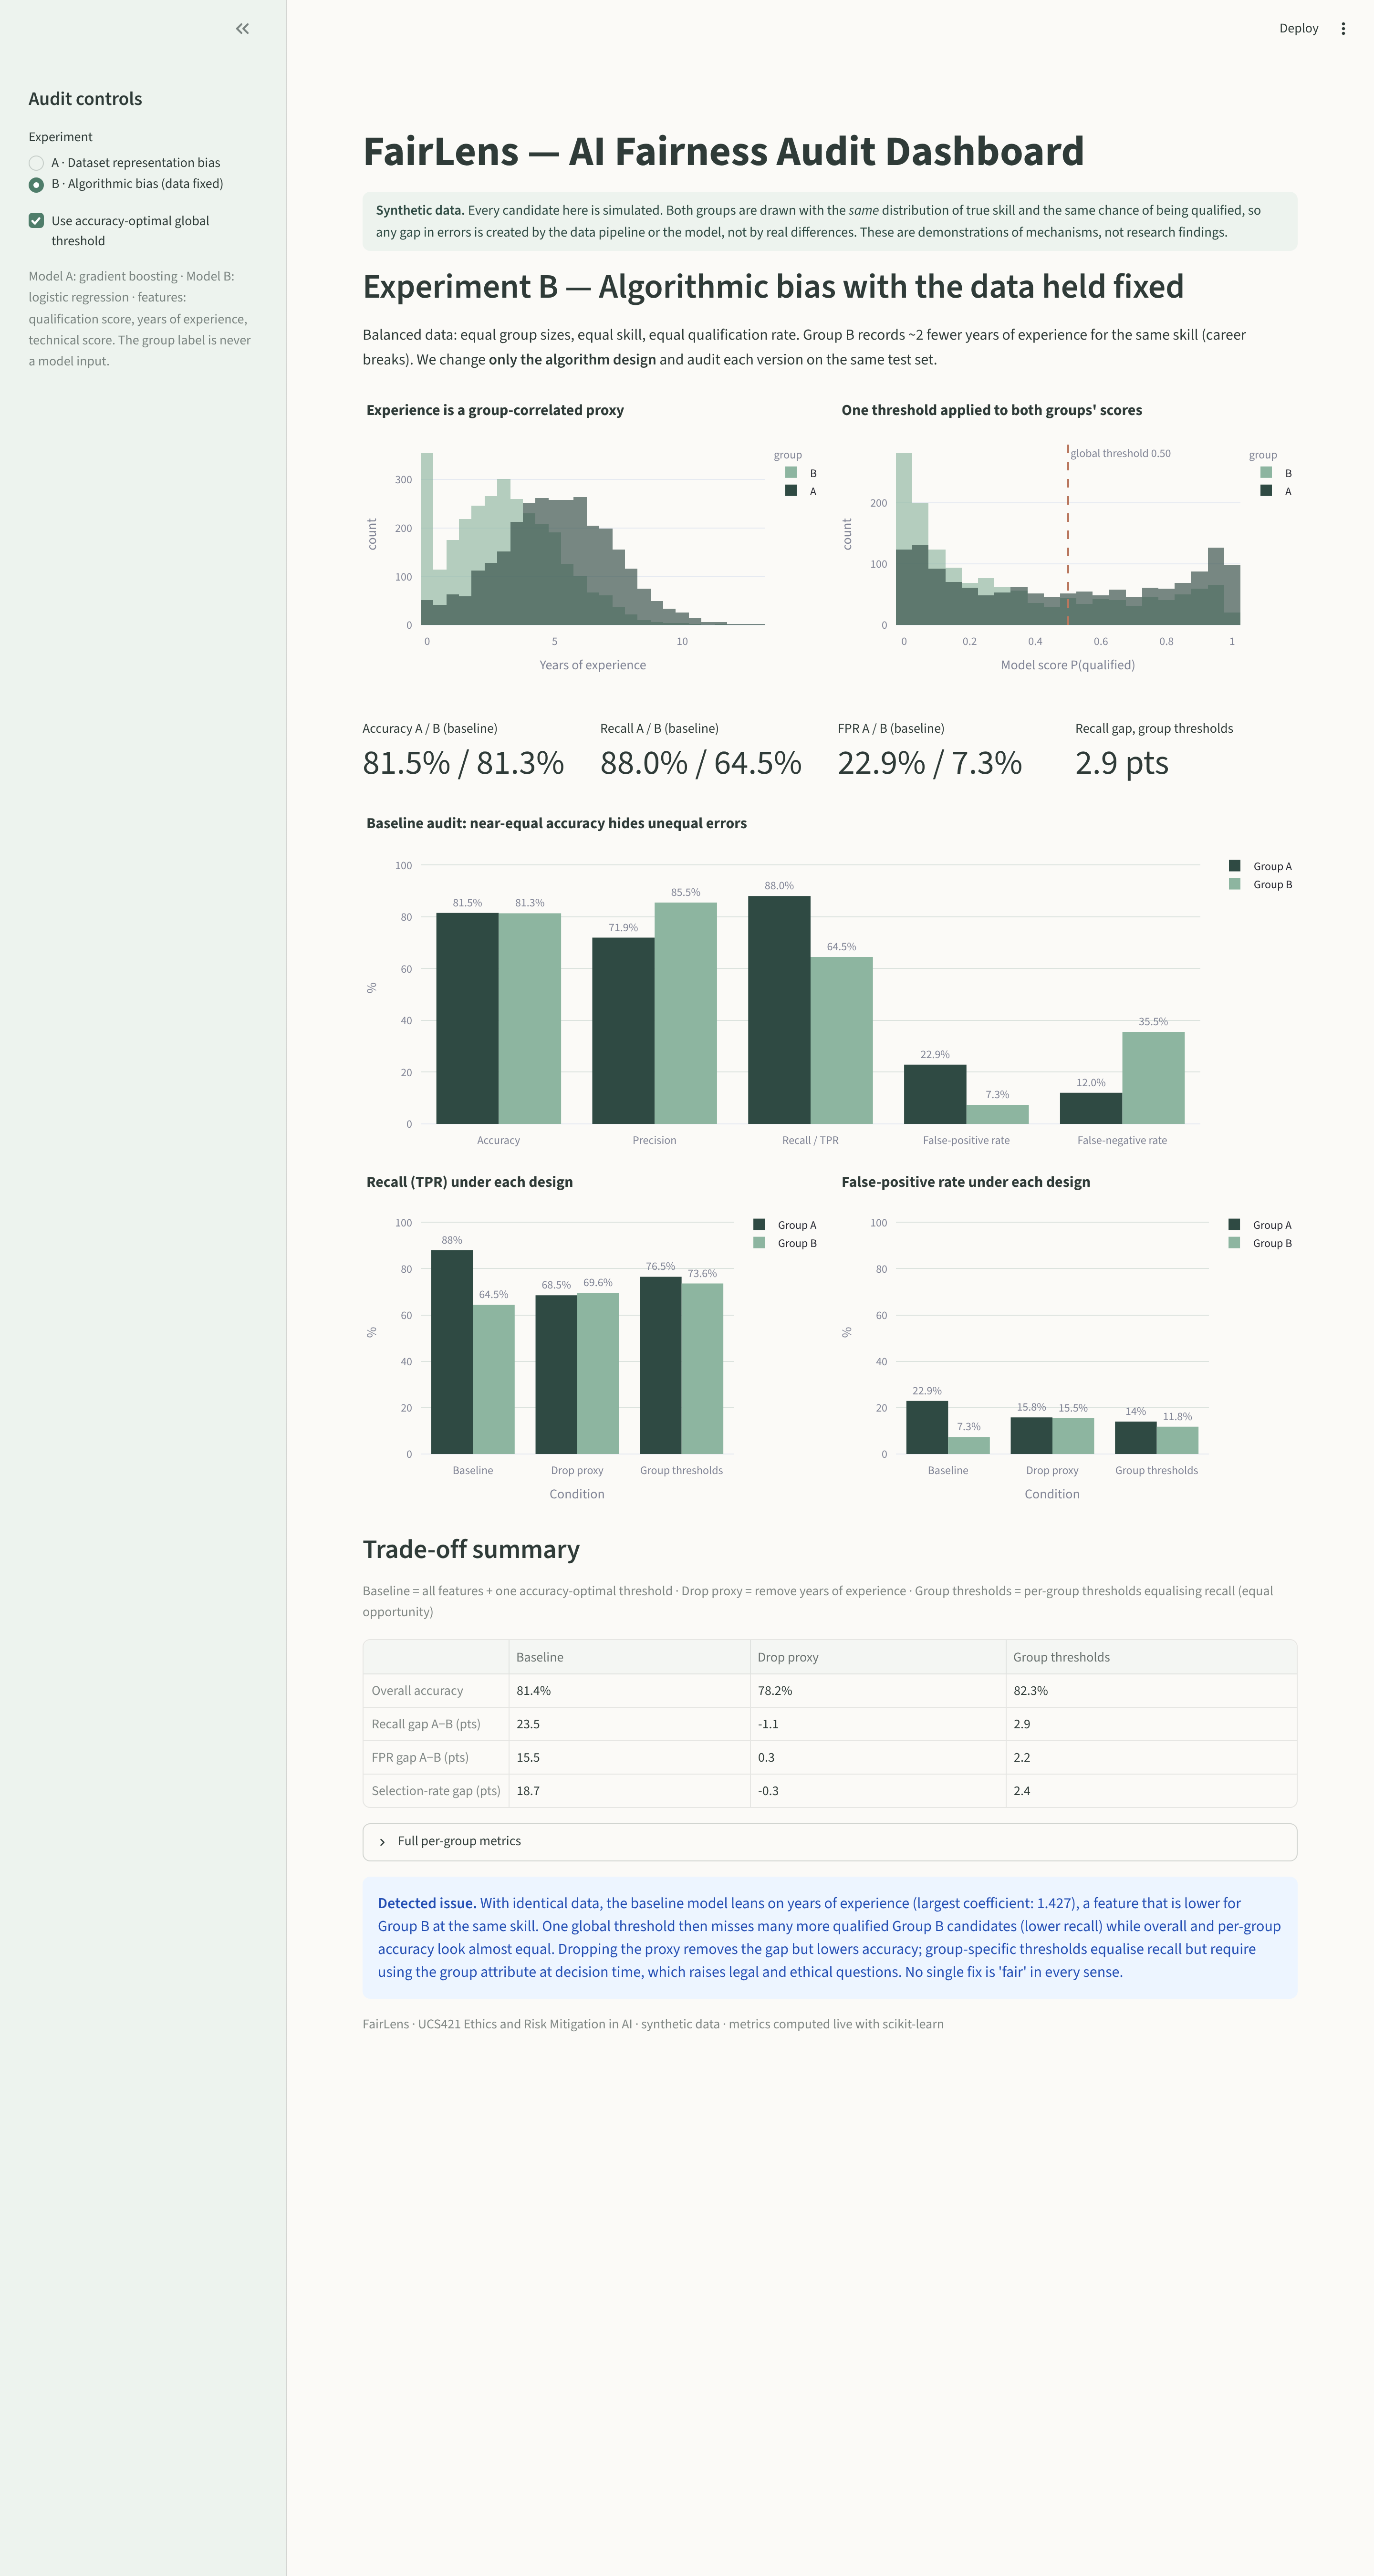 Deploy
Audit controls
Experiment
A · Dataset representation bias
B · Algorithmic bias (data fixed)
Use accuracy-optimal global
threshold
Model A: gradient boosting · Model B:
logistic regression · features:
qualification score, years of experience,
technical score. The group label is never
a model input.
FairLens — AI Fairness Audit Dashboard
Synthetic data. Every candidate here is simulated. Both groups are drawn with the same distribution of true skill and the same chance of being qualified, so
any gap in errors is created by the data pipeline or the model, not by real differences. These are demonstrations of mechanisms, not research findings.
Experiment B — Algorithmic bias with the data held fixed
Balanced data: equal group sizes, equal skill, equal qualification rate. Group B records ~2 fewer years of experience for the same skill (career
breaks). We change only the algorithm design and audit each version on the same test set.
Experience is a group-correlated proxy
group
B
A
300
200
100
0
count
0 5 10
Years of experience
One threshold applied to both groups' scores
global threshold 0.50
group
B
A
200
100
0
count
0 0.2 0.4 0.6 0.8 1
Model score P(qualified)
Accuracy A / B (baseline)
81.5% / 81.3%
Recall A / B (baseline)
88.0% / 64.5%
FPR A / B (baseline)
22.9% / 7.3%
Recall gap, group thresholds
2.9 pts
Baseline audit: near-equal accuracy hides unequal errors
Group A
Group B
100
80
60
40
20
0
%
81.5% 81.3%
71.9% 85.5%
88.0% 64.5%
22.9% 7.3%
12.0% 35.5%
Accuracy Precision Recall / TPR False-positive rate False-negative rate
Recall (TPR) under each design
Group A
Group B
100
80
60
40
20
0
%
88% 64.5%
68.5% 69.6%
76.5% 73.6%
Baseline Drop proxy Group thresholds
Condition
False-positive rate under each design
Group A
Group B
100
80
60
40
20
0
%
22.9% 7.3%
15.8% 15.5%
14% 11.8%
Baseline Drop proxy Group thresholds
Condition
Trade-off summary
Baseline = all features + one accuracy-optimal threshold · Drop proxy = remove years of experience · Group thresholds = per-group thresholds equalising recall (equal
opportunity)
Baseline Drop proxy Group thresholds
Overall accuracy 81.4% 78.2% 82.3%
Recall gap A−B (pts) 23.5 -1.1 2.9
FPR gap A−B (pts) 15.5 0.3 2.2
Selection-rate gap (pts) 18.7 -0.3 2.4
Full per-group metrics
Detected issue. With identical data, the baseline model leans on years of experience (largest coefficient: 1.427), a feature that is lower for
Group B at the same skill. One global threshold then misses many more qualified Group B candidates (lower recall) while overall and per-group
accuracy look almost equal. Dropping the proxy removes the gap but lowers accuracy; group-specific thresholds equalise recall but require
using the group attribute at decision time, which raises legal and ethical questions. No single fix is 'fair' in every sense.
FairLens · UCS421 Ethics and Risk Mitigation in AI · synthetic data · metrics computed live with scikit-learn